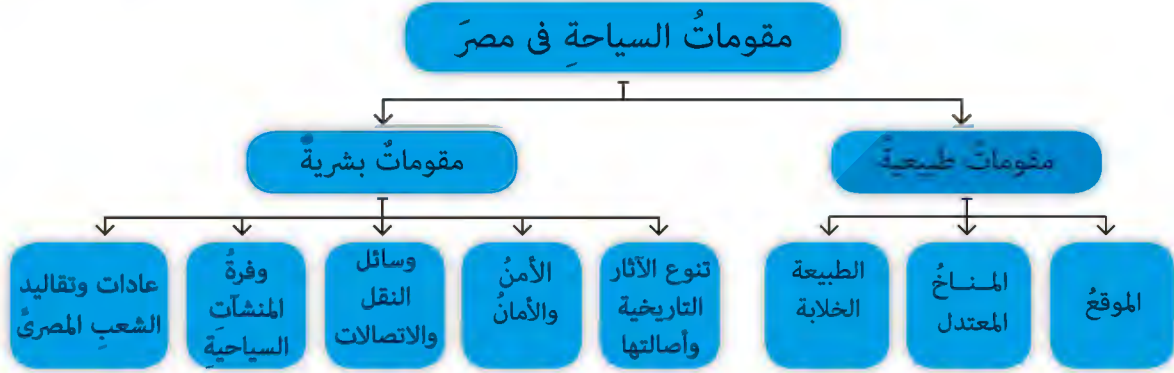 مقوماتُ السياحةِ فى مصرَ
مقوماتٌ طبيعيةٌ
مقوماتٌ بشريةٌ
الموقعُ
المـنـاخُ
المعتدل
الطبيعة
الخلابة
تنوع الآثار
التاريخية
وأصالتها
الأمنُ
والأمانُ
وسائل
النقل
والاتصالات
وفرةُ
المنشآتِ
السياحيةِ
عادات وتقاليد
الشعبِ المصرىِّ